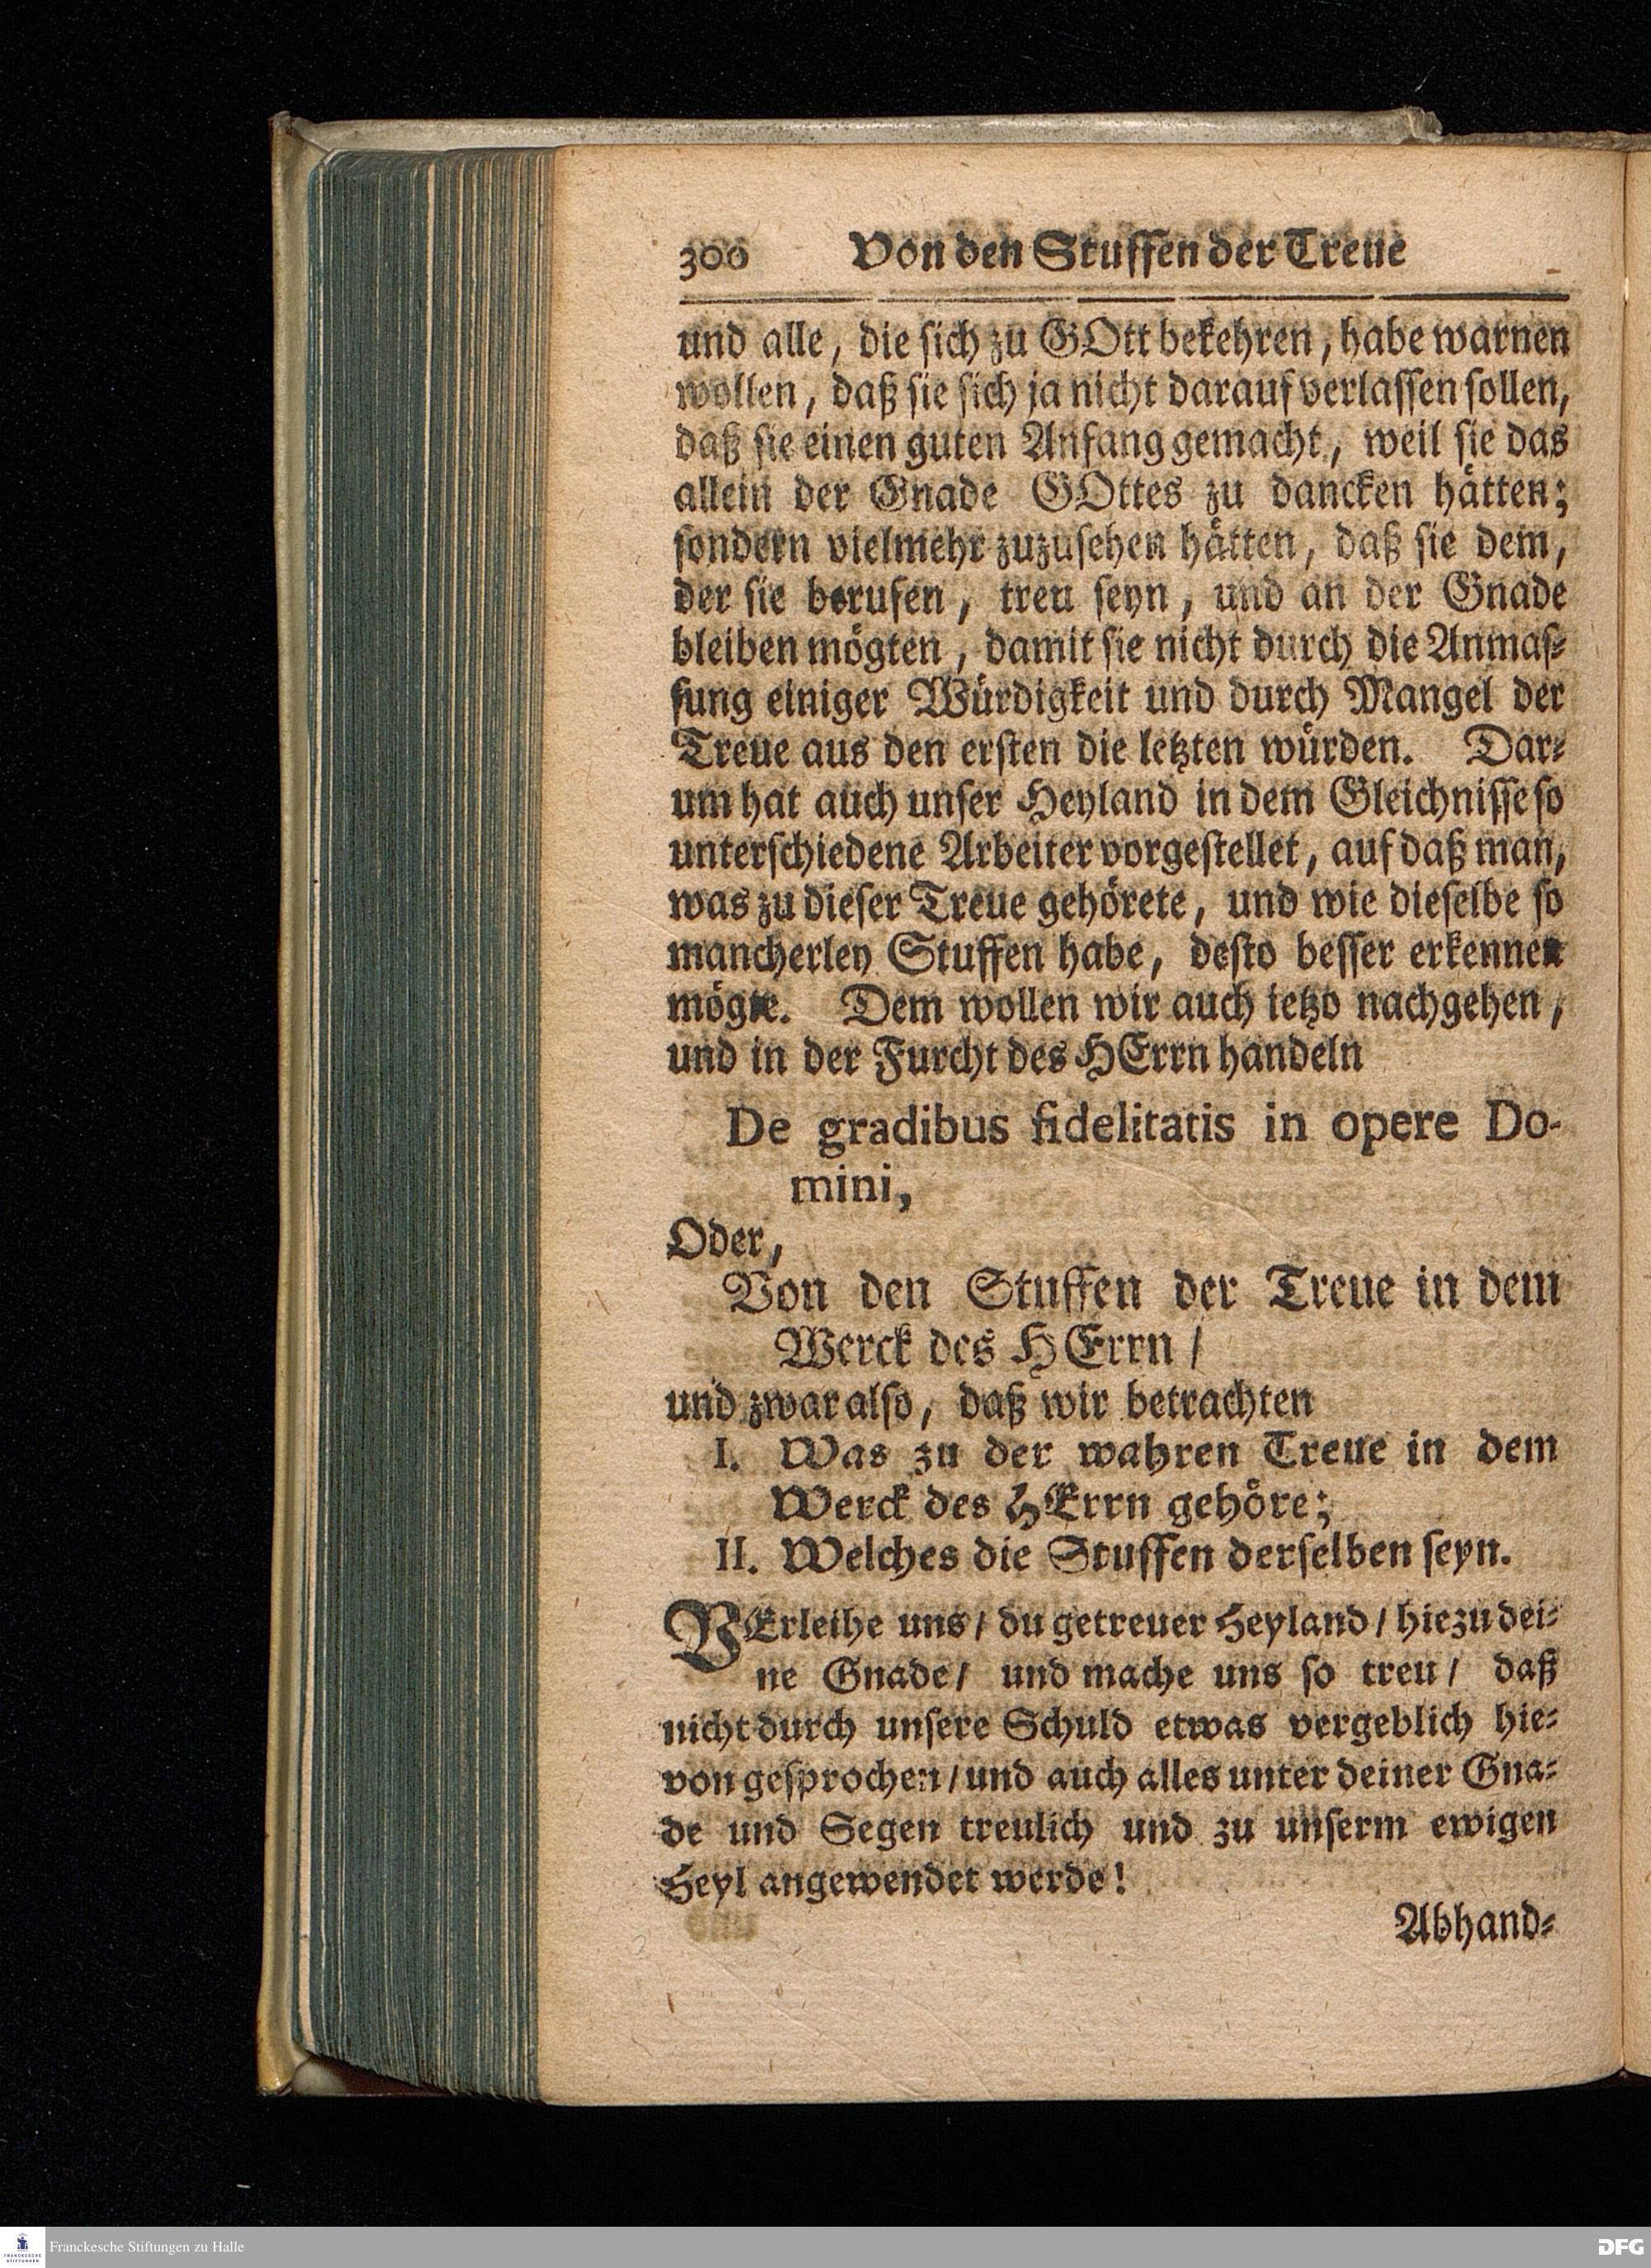 300 Von den Stuffen der Treue
und alle, die sich zu GOtt bekehren, habe warnen
wollen, daß sie sich ja nicht darauf verlassen sollen,
daß sie einen guten Anfang gemacht, weil sie das
allein der Gnade GOttes zu dancken hätten;
sondern vielmehr zuzusehen hätten, daß sie dem,
der sie berufen, treu seyn, und an der Gnade
bleiben mögten, damit sie nicht durch die Anmas-
sung einiger Würdigkeit und durch Mangel der
Treue aus den ersten die letzten würden. Dar-
um hat auch unser Heyland in dem Gleichnisse so
unterschiedene Arbeiter vorgestellet, auf daß man,
was zu dieser Treue gehörete, und wie dieselbe so
mancherley Stuffen habe, desto besser erkennen
mögte. Dem wollen wir auch ietzo nachgehen,
und in der Furcht des HErrn handeln
De gradibus fidelitatis in opere Do-
mini,
Oder,
Von den Stuffen der Treue in dem
Werck des HErrn /
und zwar also, daß wir betrachten
I. Was zu der wahren Treue in dem
Werck des HErrn gehöre;
II. Welches die Stuffen derselben seyn.
VErleihe uns / du getreuer Heyland / hiezu dei-
ne Gnade / und mache uns so treu / daß
nicht durch unsere Schuld etwas vergeblich hie-
von gesprochen / und auch alles unter deiner Gna-
de und Segen treulich und zu unserm ewigen
Heyl angewendet werde!
Abhand-
FRANCKESCHE STIFTUNGEN
Franckesche Stiftungen zu Halle
DFG